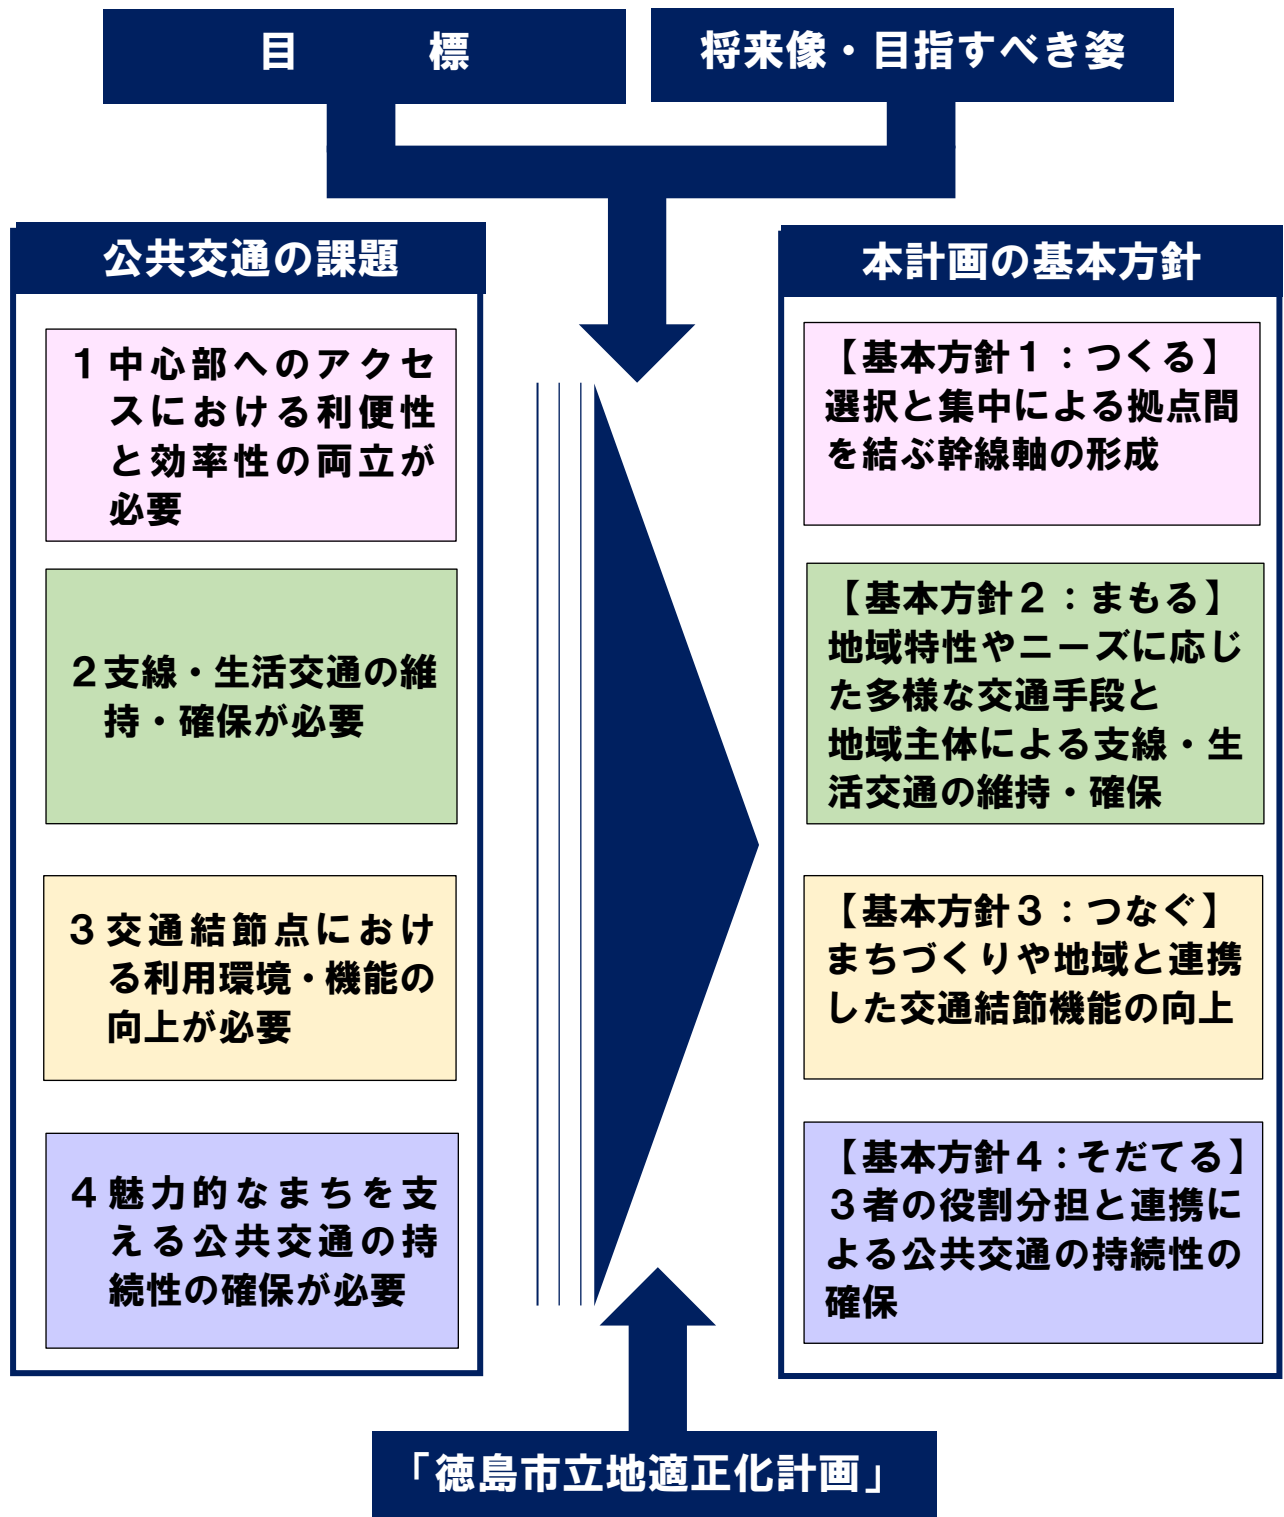 目　　　標
将来像・目指すべき姿
公共交通の課題
１中心部へのアクセ
スにおける利便性
と効率性の両立が
必要
２支線・生活交通の維
持・確保が必要
３交通結節点におけ
る利用環境・機能の
向上が必要
４魅力的なまちを支
える公共交通の持
続性の確保が必要
本計画の基本方針
【基本方針１：つくる】
選択と集中による拠点間
を結ぶ幹線軸の形成
【基本方針２：まもる】
地域特性やニーズに応じ
た多様な交通手段と
地域主体による支線・生
活交通の維持・確保
【基本方針３：つなぐ】
まちづくりや地域と連携
した交通結節機能の向上
【基本方針４：そだてる】
３者の役割分担と連携に
よる公共交通の持続性の
確保
「徳島市立地適正化計画」